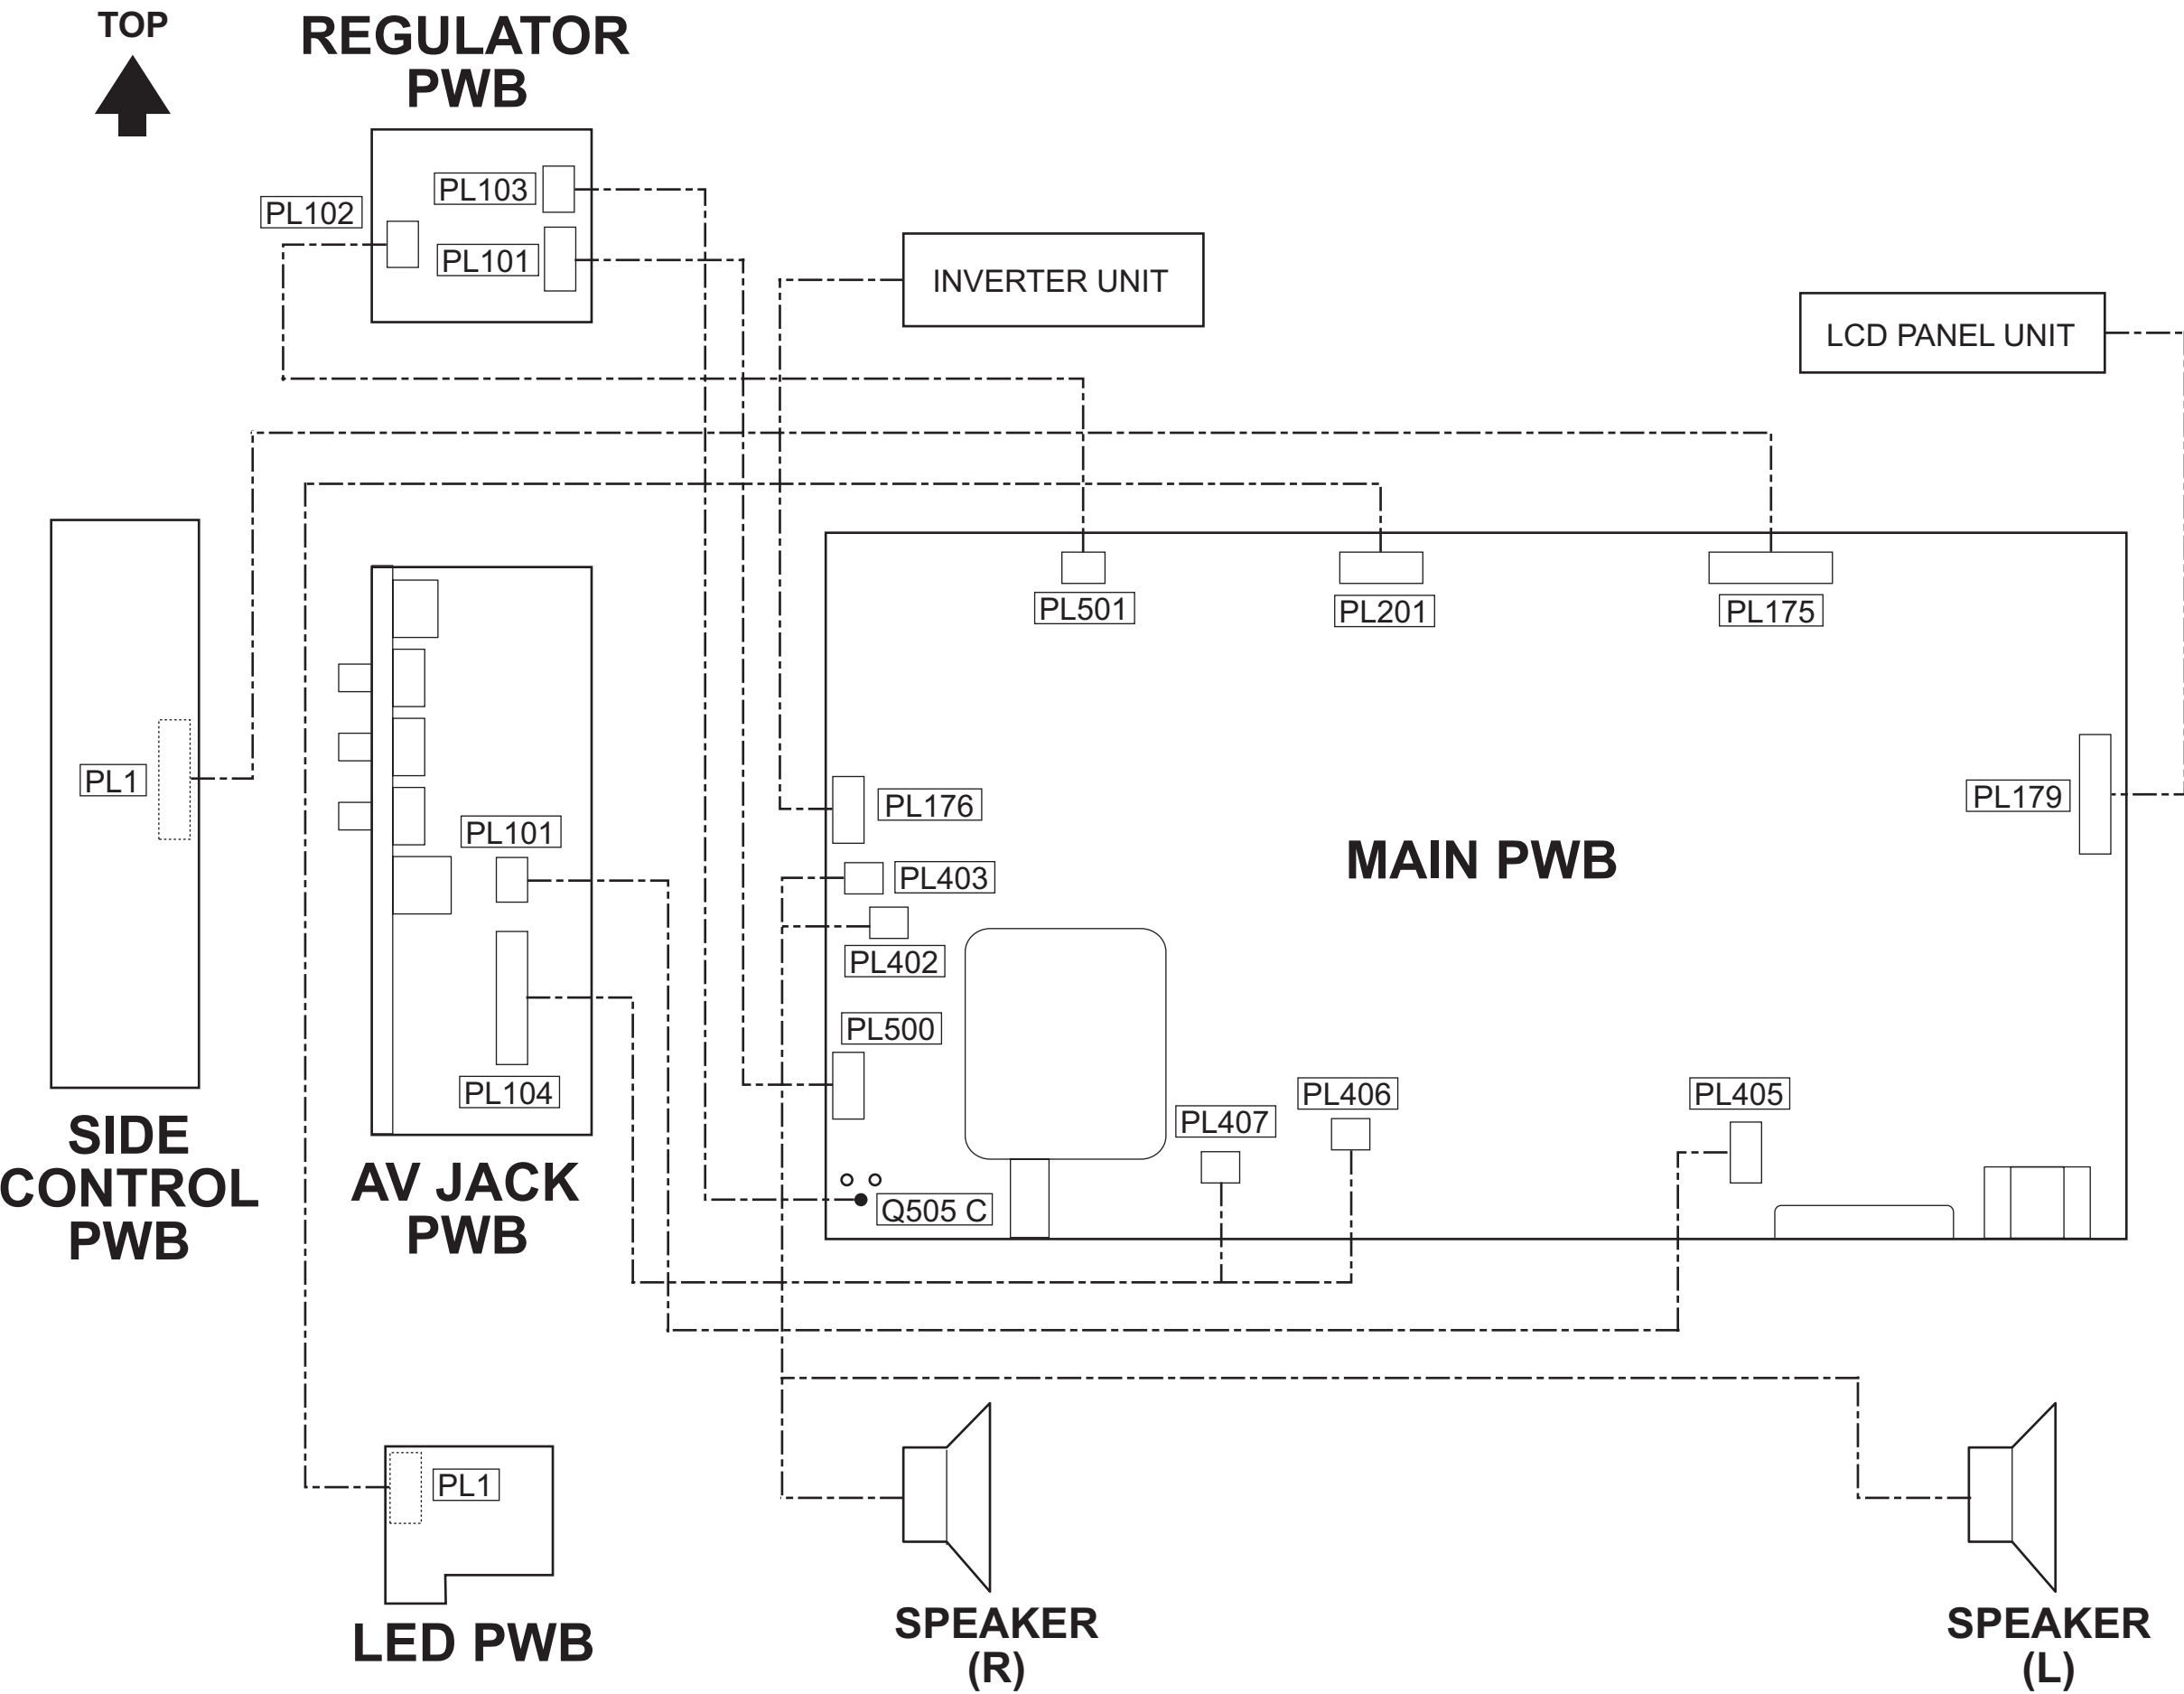 TOP
REGULATOR
PWB
PL103
PL102
PL101
INVERTER UNIT
LCD PANEL UNIT
PL501
PL201
PL175
PL1
PL176
PL179
PL101
MAIN PWB
PL403
PL402
PL500
PL104
PL407
PL406
PL405
Q505 C
SIDE
CONTROL
PWB
AV JACK
PWB
PL1
LED PWB
SPEAKER
(R)
SPEAKER
(L)